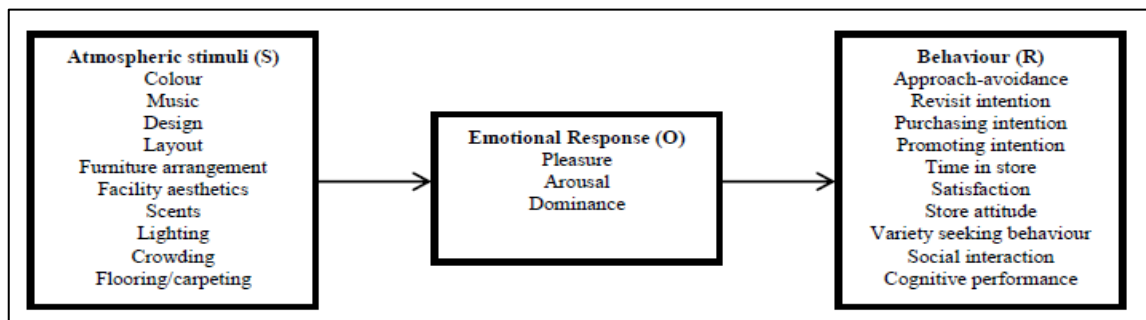 Atmospheric stimuli (S)
Colour
Music
Design
Layout
Furniture arrangement
Facility aesthetics
Scents
Lighting
Crowding
Flooring/carpeting
Emotional Response (O)
Pleasure
Arousal
Dominance
Behaviour (R)
Approach-avoidance
Revisit intention
Purchasing intention
Promoting intention
Time in store
Satisfaction
Store attitude
Variety seeking behaviour
Social interaction
Cognitive performance